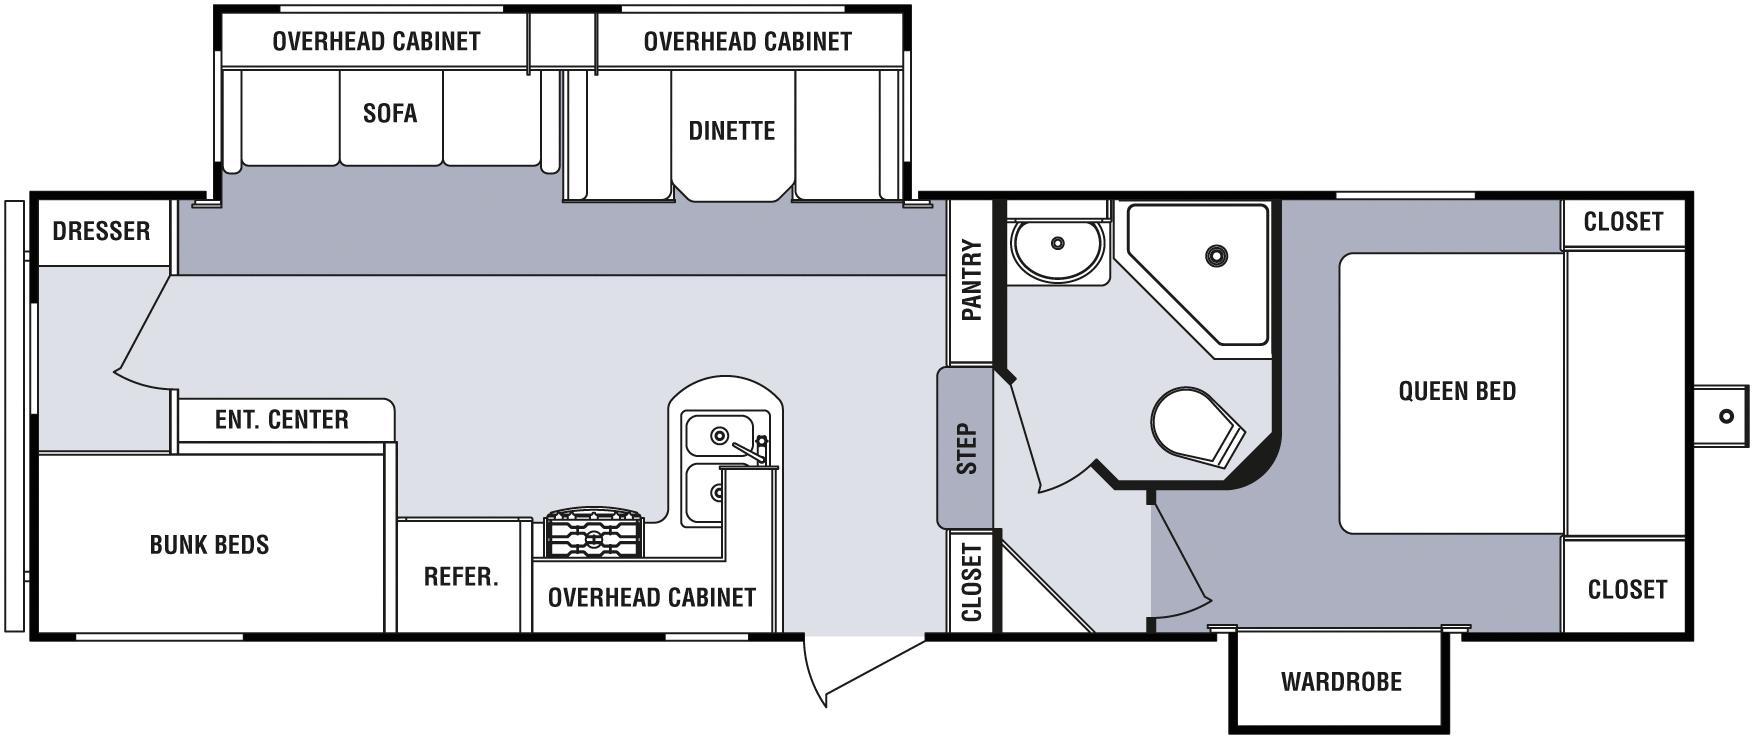 OVERHEAD CABINET
OVERHEAD CABINET
SOFA
DINETTE
DRESSER
CLOSET
PANTRY
QUEEN BED
ENT. CENTER
STEP
BUNK BEDS
REFER.
OVERHEAD CABINET
CLOSET
CLOSET
WARDROBE